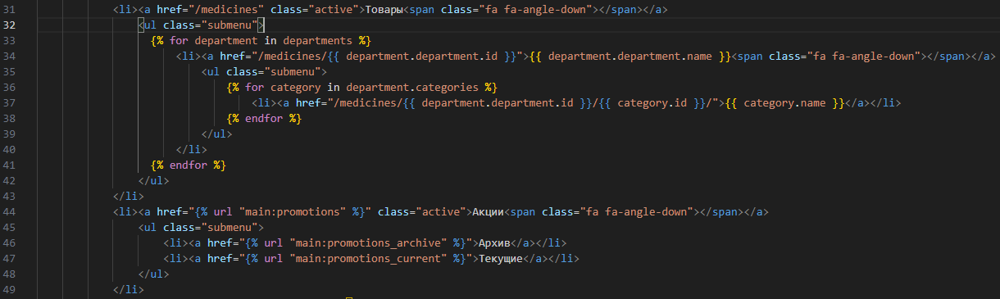 31 <li><a href="/medicines" class="active">Товары<span class="fa fa-angle-down"></span></a>
32 <ul class="submenu">
33 {% for department in departments %}
34 <li><a href="/medicines/{{ department.department.id }}">{{ department.department.name }}<span class="fa fa-angle-down"></span></a>
35 <ul class="submenu">
36 {% for category in department.categories %}
37 <li><a href="/medicines/{{ department.department.id }}/{{ category.id }}/">{{ category.name }}</a></li>
38 {% endfor %}
39 </ul>
40 </li>
41 {% endfor %}
42 </ul>
43 </li>
44 <li><a href="{% url "main:promotions" %}" class="active">Акции<span class="fa fa-angle-down"></span></a>
45 <ul class="submenu">
46 <li><a href="{% url "main:promotions_archive" %}">Архив</a></li>
47 <li><a href="{% url "main:promotions_current" %}">Текущие</a></li>
48 </ul>
49 </li>